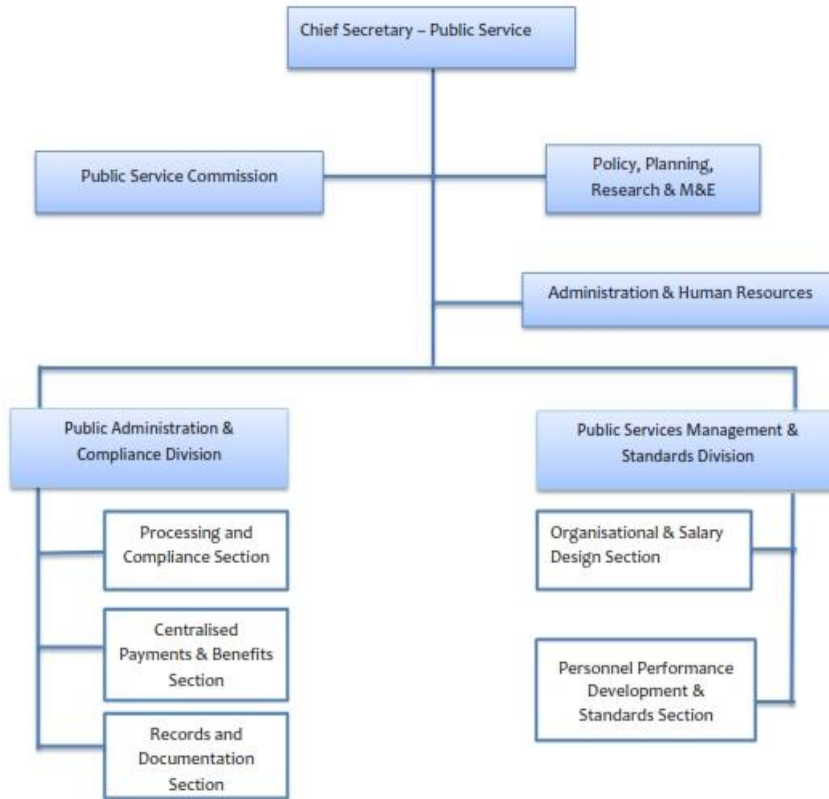 Chief Secretary – Public Service
Public Service Commission
Policy, Planning,
Research & M&E
Administration & Human Resources
Public Administration &
Compliance Division
Public Services Management &
Standards Division
Processing and
Compliance Section
Organisational & Salary
Design Section
Centralised
Payments & Benefits
Section
Personnel Performance
Development &
Standards Section
Records and
Documentation
Section